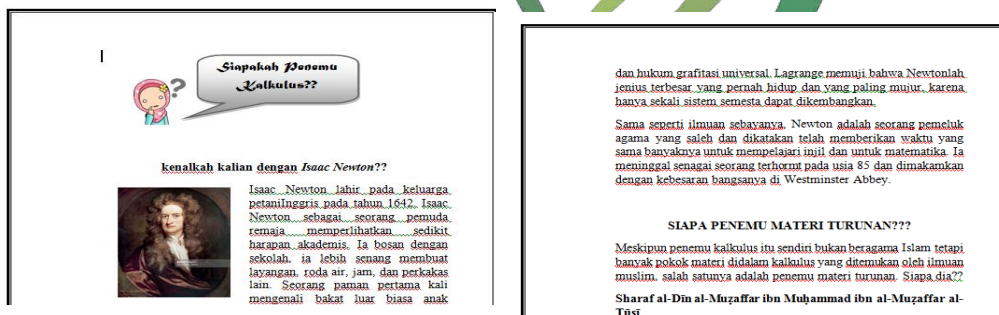 Siapakah Penemu
Kalkulus??
?
kenalkah kalian dengan Isaac Newton??
Isaac Newton lahir pada keluarga
petaniInggris pada tahun 1642. Isaac
Newton sebagai seorang pemuda
remaja memperlihatkan sedikit
harapan akademis. Ia bosan dengan
sekolah, ia lebih senang membuat
layangan, roda air, jam, dan perkakas
lain. Seorang paman pertama kali
mengenali bakat luar biasa anak
dan hukum grafitasi universal. Lagrange memuji bahwa Newtonlah
jenius terbesar yang pernah hidup dan yang paling mujur, karena
hanya sekali sistem semesta dapat dikembangkan.
Sama seperti ilmuan sebayanya, Newton adalah seorang pemeluk
agama yang saleh dan dikatakan telah memberikan waktu yang
sama banyaknya untuk mempelajari injil dan untuk matematika. Ia
meninggal senagai seorang terhormt pada usia 85 dan dimakamkan
dengan kebesaran bangsanya di Westminster Abbey.
SIAPA PENEMU MATERI TURUNAN???
Meskipun penemu kalkulus itu sendiri bukan beragama Islam tetapi
banyak pokok materi didalam kalkulus yang ditemukan oleh ilmuan
muslim, salah satunya adalah penemu materi turunan. Siapa dia??
Sharaf al-Dīn al-Muẓaffar ibn Muḥammad ibn al-Muẓaffar al-
Ṭūsī